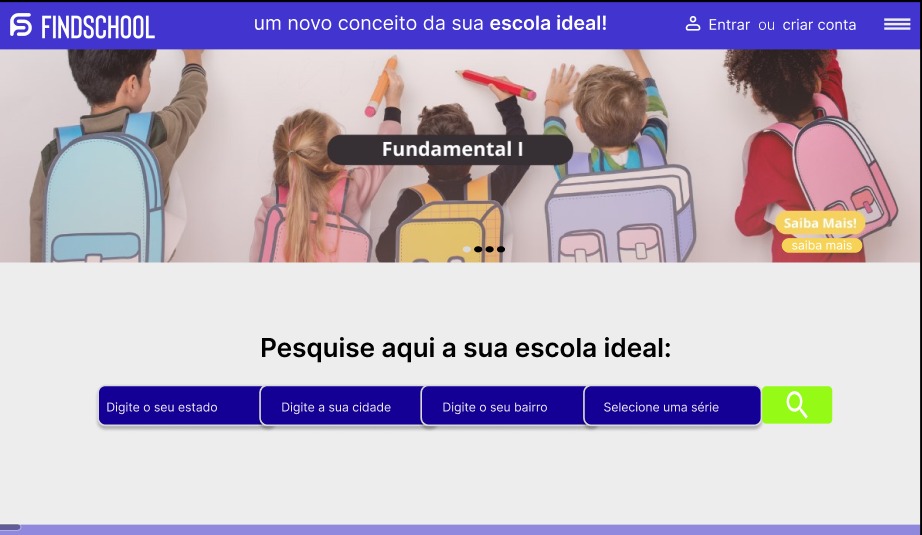 FINDSCHOOL
um novo conceito da sua escola ideal!
Entrar ou criar conta
Fundamental I
Saiba Mais!
saiba mais
Pesquise aqui a sua escola ideal:
Digite o seu estado
Digite a sua cidade
Digite o seu bairro
Selecione uma série